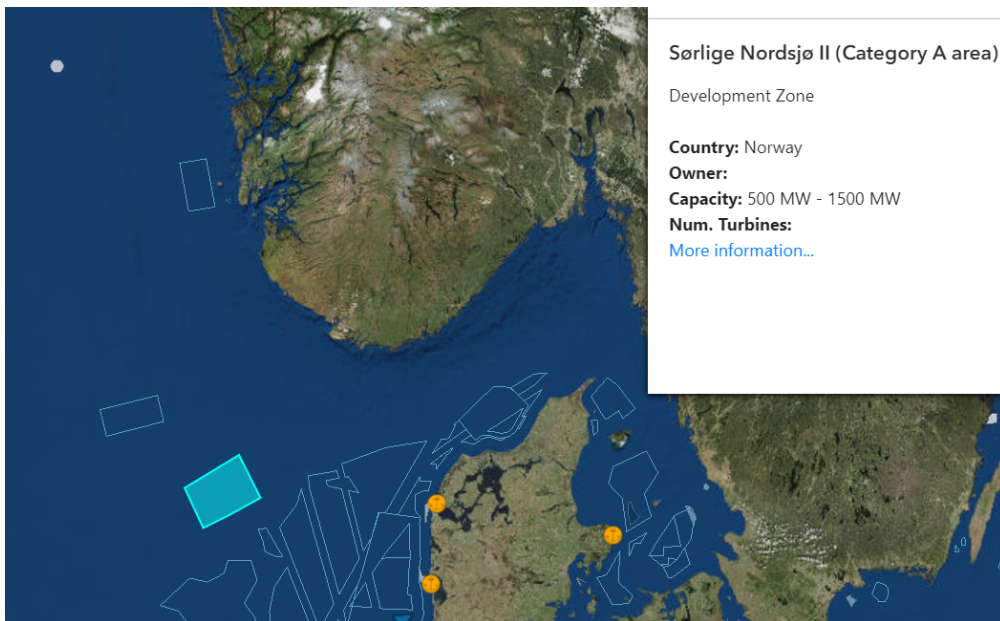 Sørlige Nordsjø II (Category A area)
Development Zone
Country: Norway
Owner:
Capacity: 500 MW - 1500 MW
Num. Turbines:
More information...